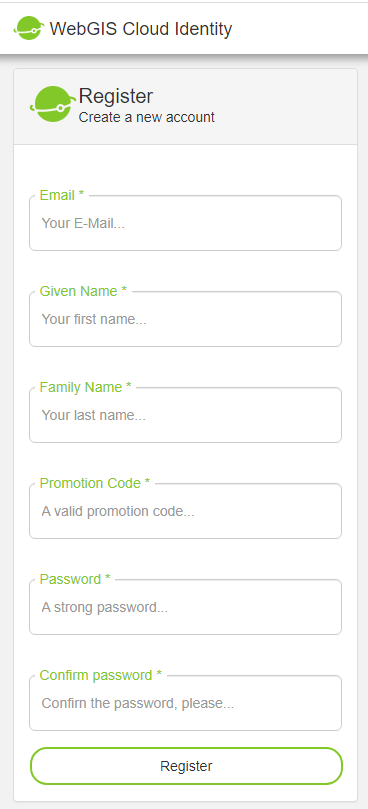 WebGIS Cloud Identity
Register
Create a new account
Email *
Your E-Mail...
Given Name *
Your first name...
Family Name *
Your last name...
Promotion Code *
A valid promotion code...
Password *
A strong password...
Confirm password *
Confirn the password, please...
Register